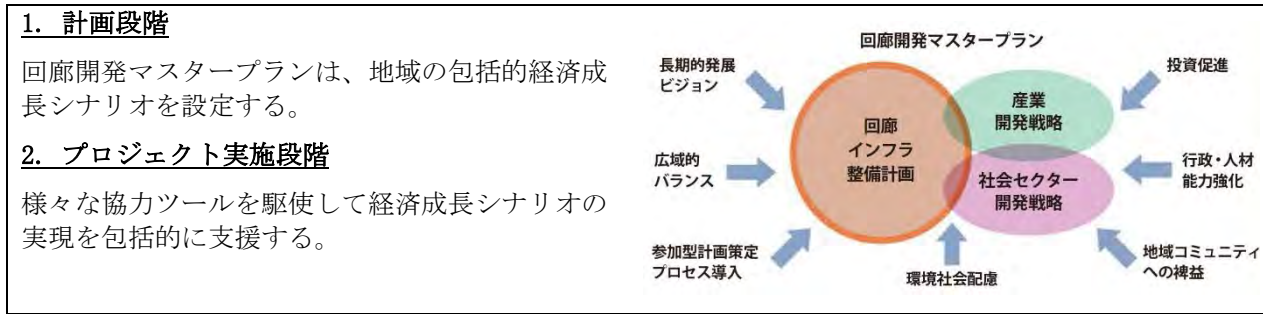 1. 計画段階
回廊開発マスタープランは、地域の包括的経済成
長シナリオを設定する。
2. プロジェクト実施段階
様々な協力ツールを駆使して経済成長シナリオの
実現を包括的に支援する。
回廊開発マスタープラン
長期的発展
ビジョン
投資促進
産業
開発戦略
回廊
インフラ
整備計画
広域的
バランス
行政・人材
能力強化
社会セクター
開発戦略
参加型計画策定
プロセス導入
環境社会配慮
地域コミュニティ
への裨益